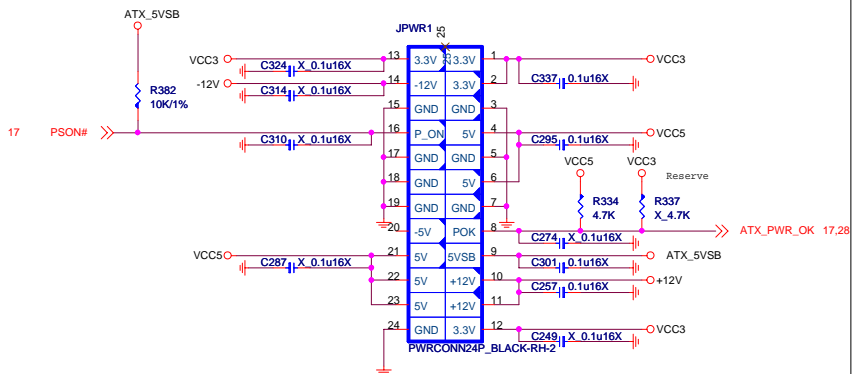 ATX_5VSB
JPWR1
25
25X
VCC3
C324 X_0.1u16X
13
3.3V
3.3V
1
VCC3
-12V
C314 X_0.1u16X
14
-12V
3.3V
2
C337 0.1u16X
R382
10K/1%
15
GND
GND
3
17 PSON#
16
P_ON
5V
4
VCC5
C310 X_0.1u16X
C295 0.1u16X
17
GND
GND
5
18
GND
5V
6
VCC5
VCC3
Reserve
19
GND
GND
7
R334
4.7K
R337
X_4.7K
20
-5V
POK
8
ATX_PWR_OK 17,28
C274 X_0.1u16X
VCC5
21
5V
5VSB
9
ATX_5VSB
C287 X_0.1u16X
C301 0.1u16X
22
5V
+12V
10
+12V
C257 0.1u16X
23
5V
+12V
11
24
GND
3.3V
12
VCC3
C249 X_0.1u16X
PWRCONN24P_BLACK-RH-2